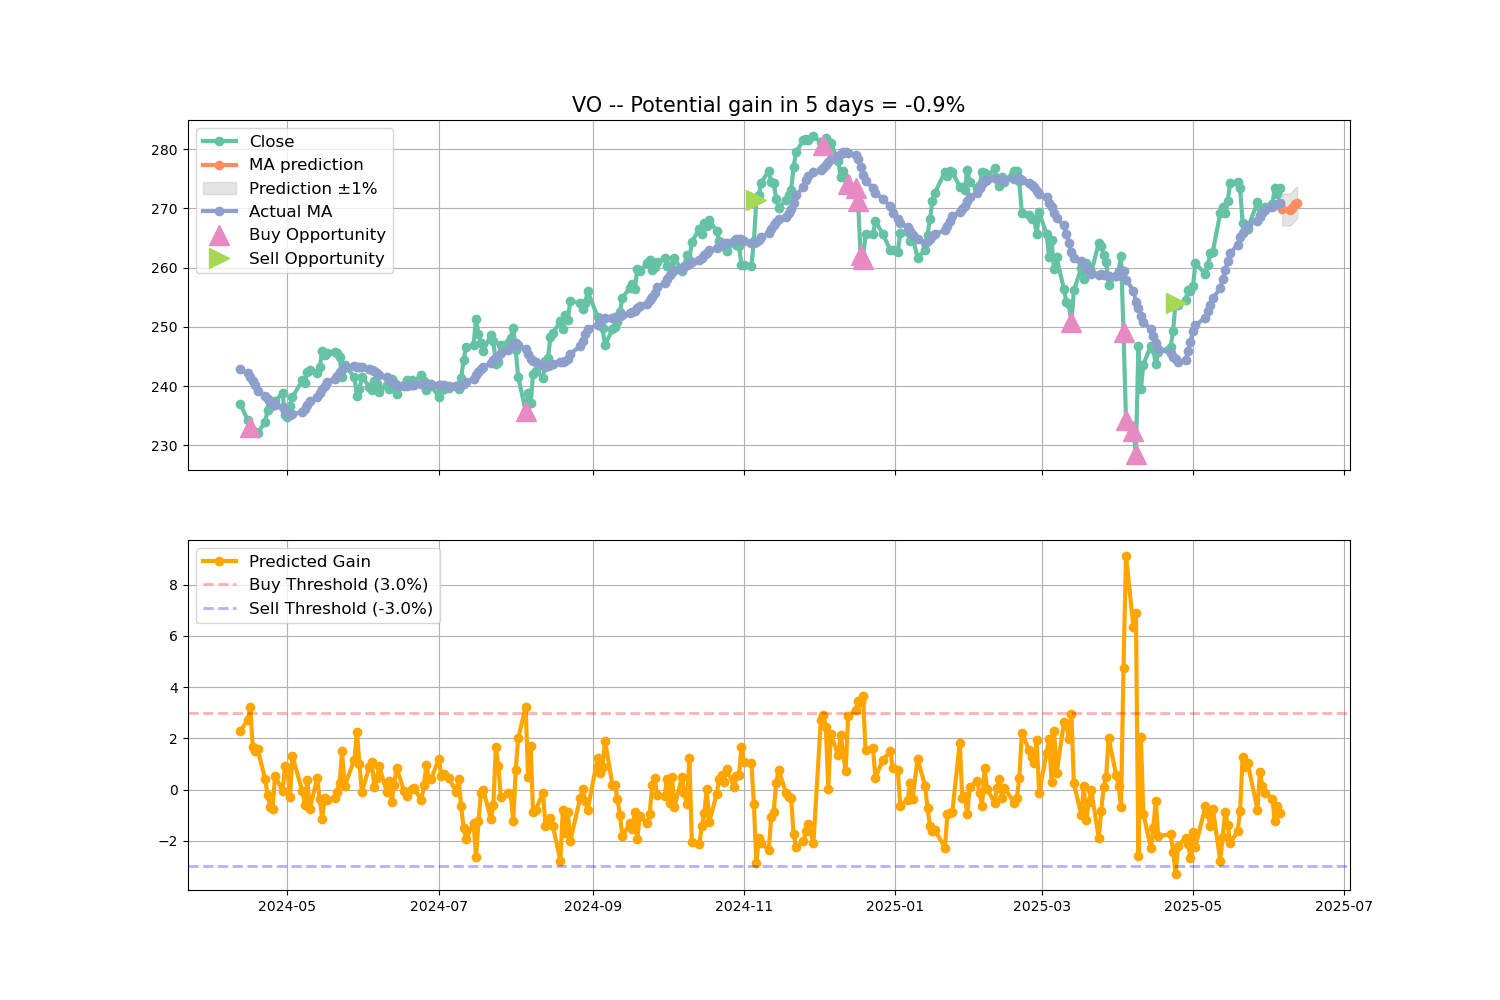 VO -- Potential gain in 5 days = -0.9%
Close
MA prediction
Prediction ±1%
Actual MA
Buy Opportunity
Sell Opportunity
280
270
260
250
240
230
Predicted Gain
Buy Threshold (3.0%)
Sell Threshold (-3.0%)
8
6
4
2
0
−2
2024-05 2024-07 2024-09 2024-11 2025-01 2025-03 2025-05 2025-07